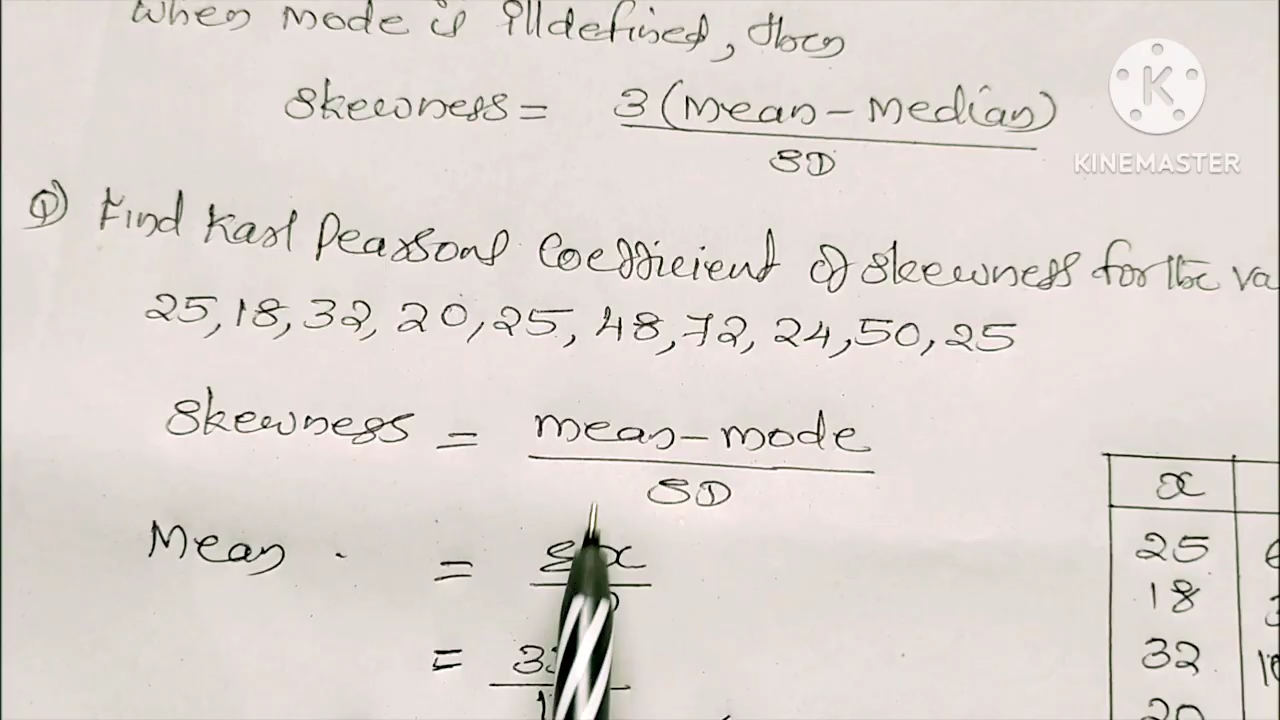 When mode is illdefined, then
Skewness = 3 (Mean - Median)
SD
K
KINEMASTER
Q) Find Karl Pearsons Coefficient of skewness for the va
25, 18, 32, 20, 25, 48, 72, 24, 50, 25
Skewness = mean - mode
SD
Mean =
x
=
x
25
18
32
20